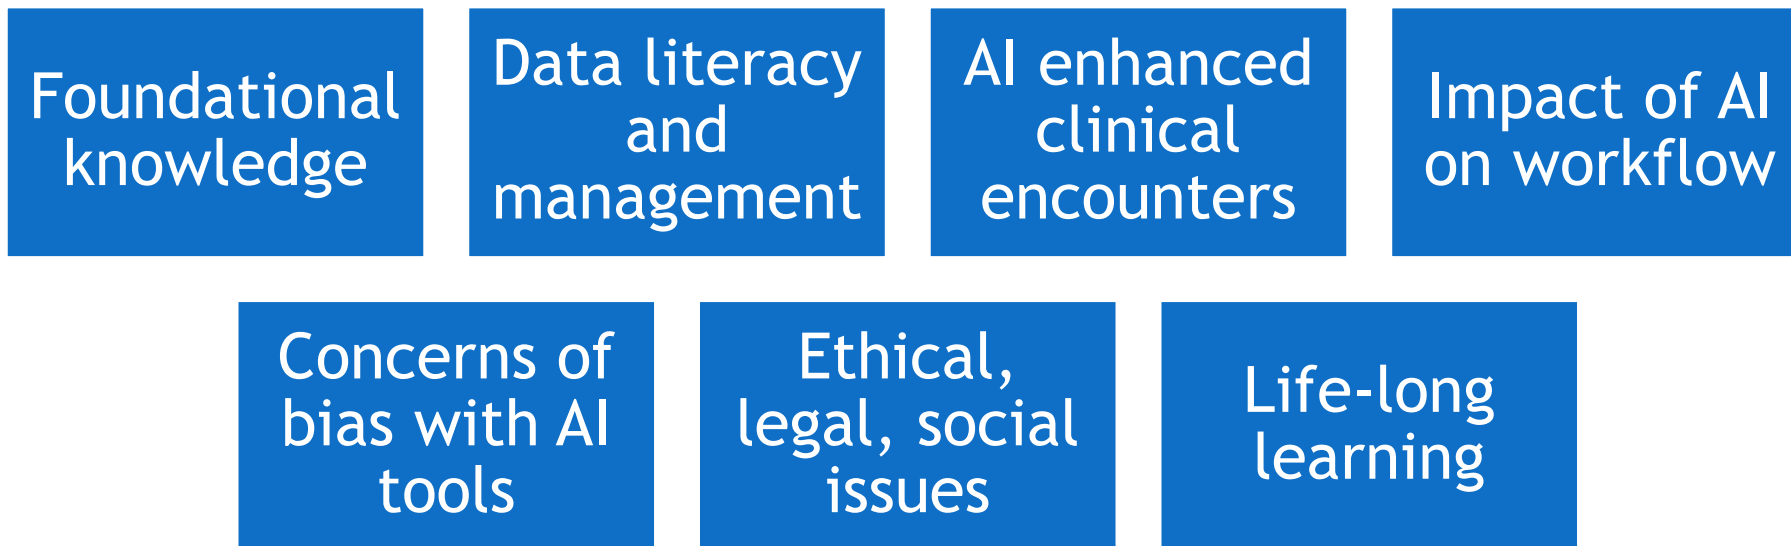 Foundational
knowledge
Data literacy
and
management
AI enhanced
clinical
encounters
Impact of AI
on workflow
Concerns of
bias with AI
tools
Ethical,
legal, social
issues
Life-long
learning